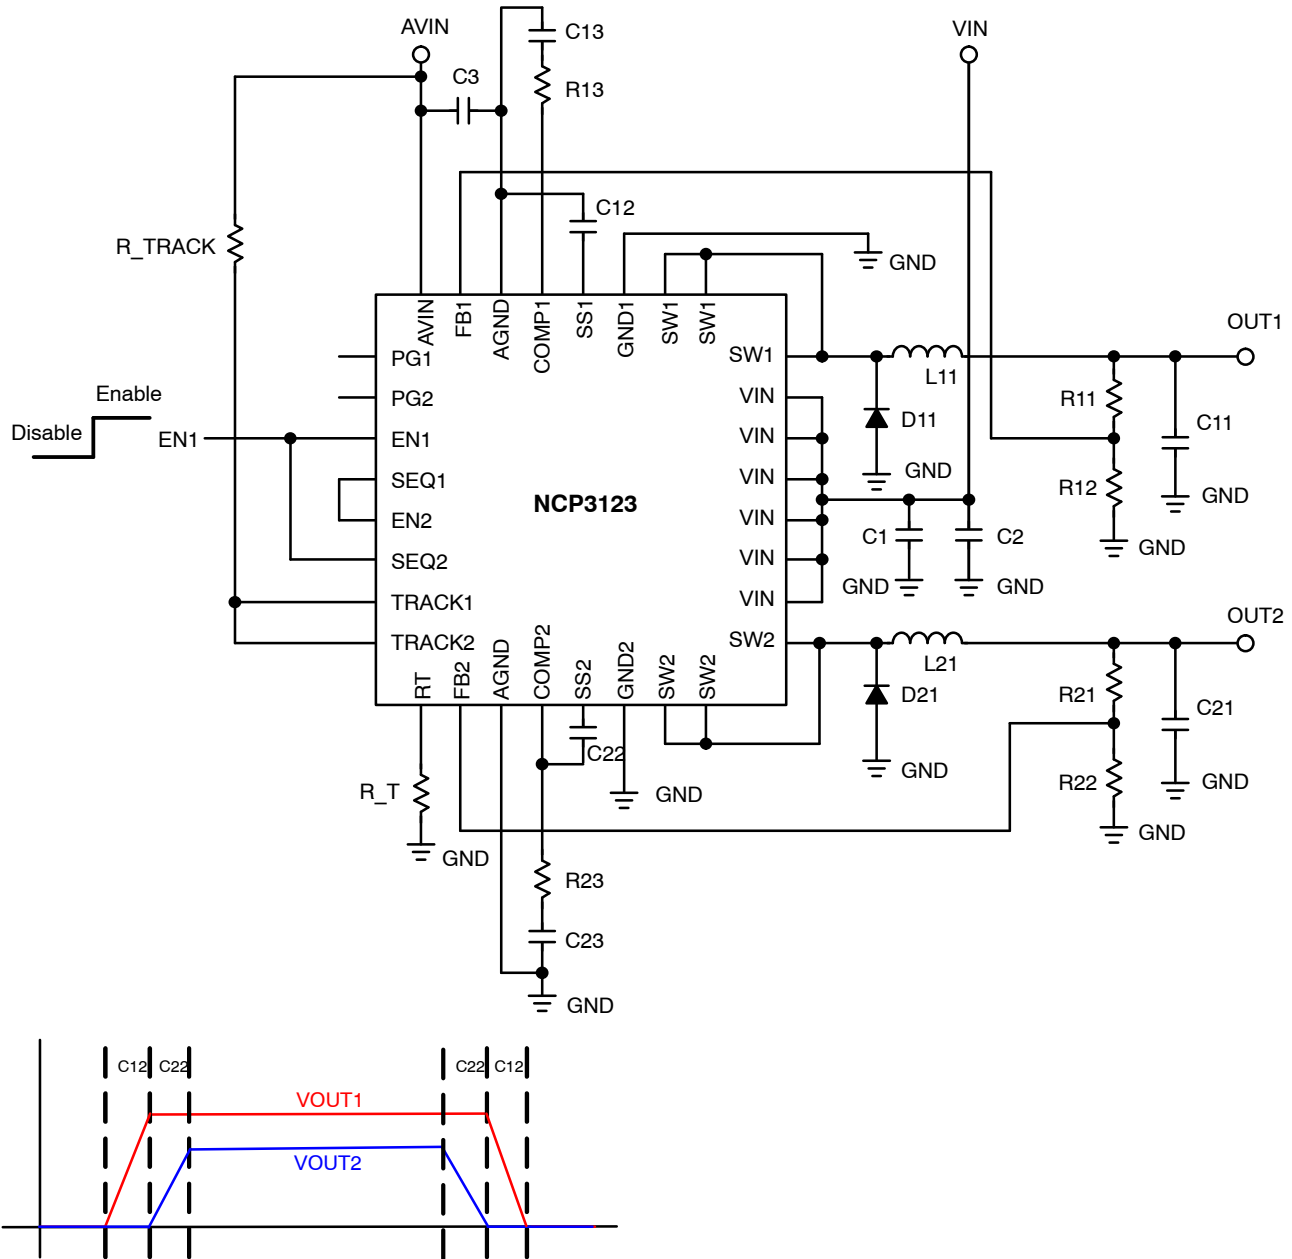 AVIN
VIN
C13
C3
R13
C12
R_TRACK
GND
AVIN
FB1
AGND
COMP1
SS1
GND1
SW1
SW1
OUT1
PG1
SW1
L11
Enable
PG2
VIN
D11
R11
C11
Disable
EN1
EN1
VIN
GND
SEQ1
VIN
R12
GND
NCP3123
EN2
VIN
C1
C2
GND
SEQ2
VIN
GND
GND
TRACK1
VIN
OUT2
TRACK2
SW2
L21
RT
FB2
AGND
COMP2
SS2
GND2
SW2
SW2
D21
R21
C21
C22
GND
R22
GND
R_T
GND
GND
GND
R23
C23
GND
C12
C22
C22
C12
VOUT1
VOUT2